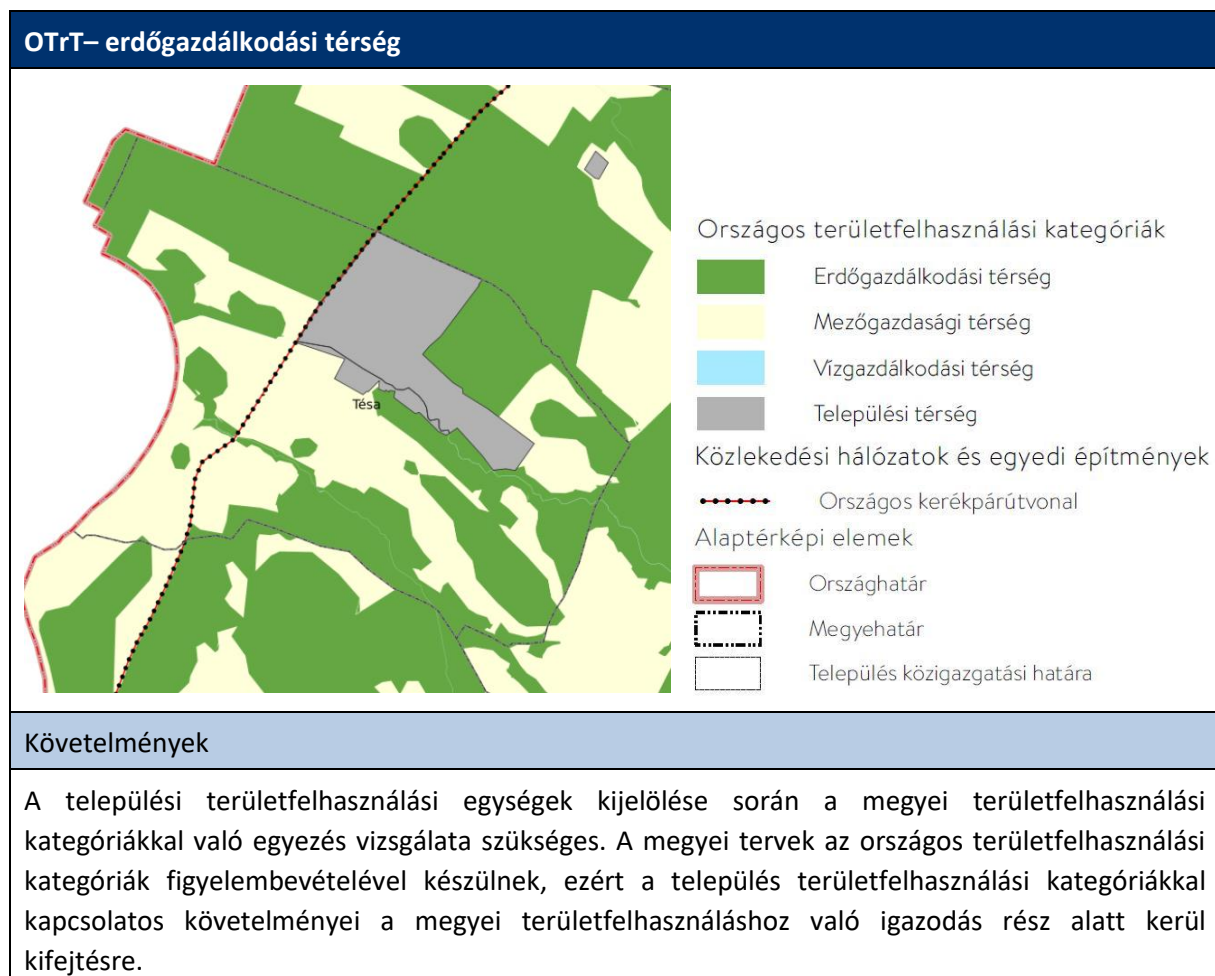 OTrT– erdőgazdálkodási térség
Tésa
Országos területfelhasználási kategóriák
Erdőgazdálkodási térség
Mezőgazdasági térség
Vízgazdálkodási térség
Települési térség
Közlekedési hálózatok és egyedi építmények
Országos kerékpárútvonal
Alaptérképi elemek
Országhatár
Megyehatár
Település közigazgatási határa
Követelmények
A települési területfelhasználási egységek kijelölése során a megyei területfelhasználási
kategóriákkal való egyezés vizsgálata szükséges. A megyei tervek az országos területfelhasználási
kategóriák figyelembevételével készülnek, ezért a település területfelhasználási kategóriákkal
kapcsolatos követelményei a megyei területfelhasználáshoz való igazodás rész alatt kerül
kifejtésre.